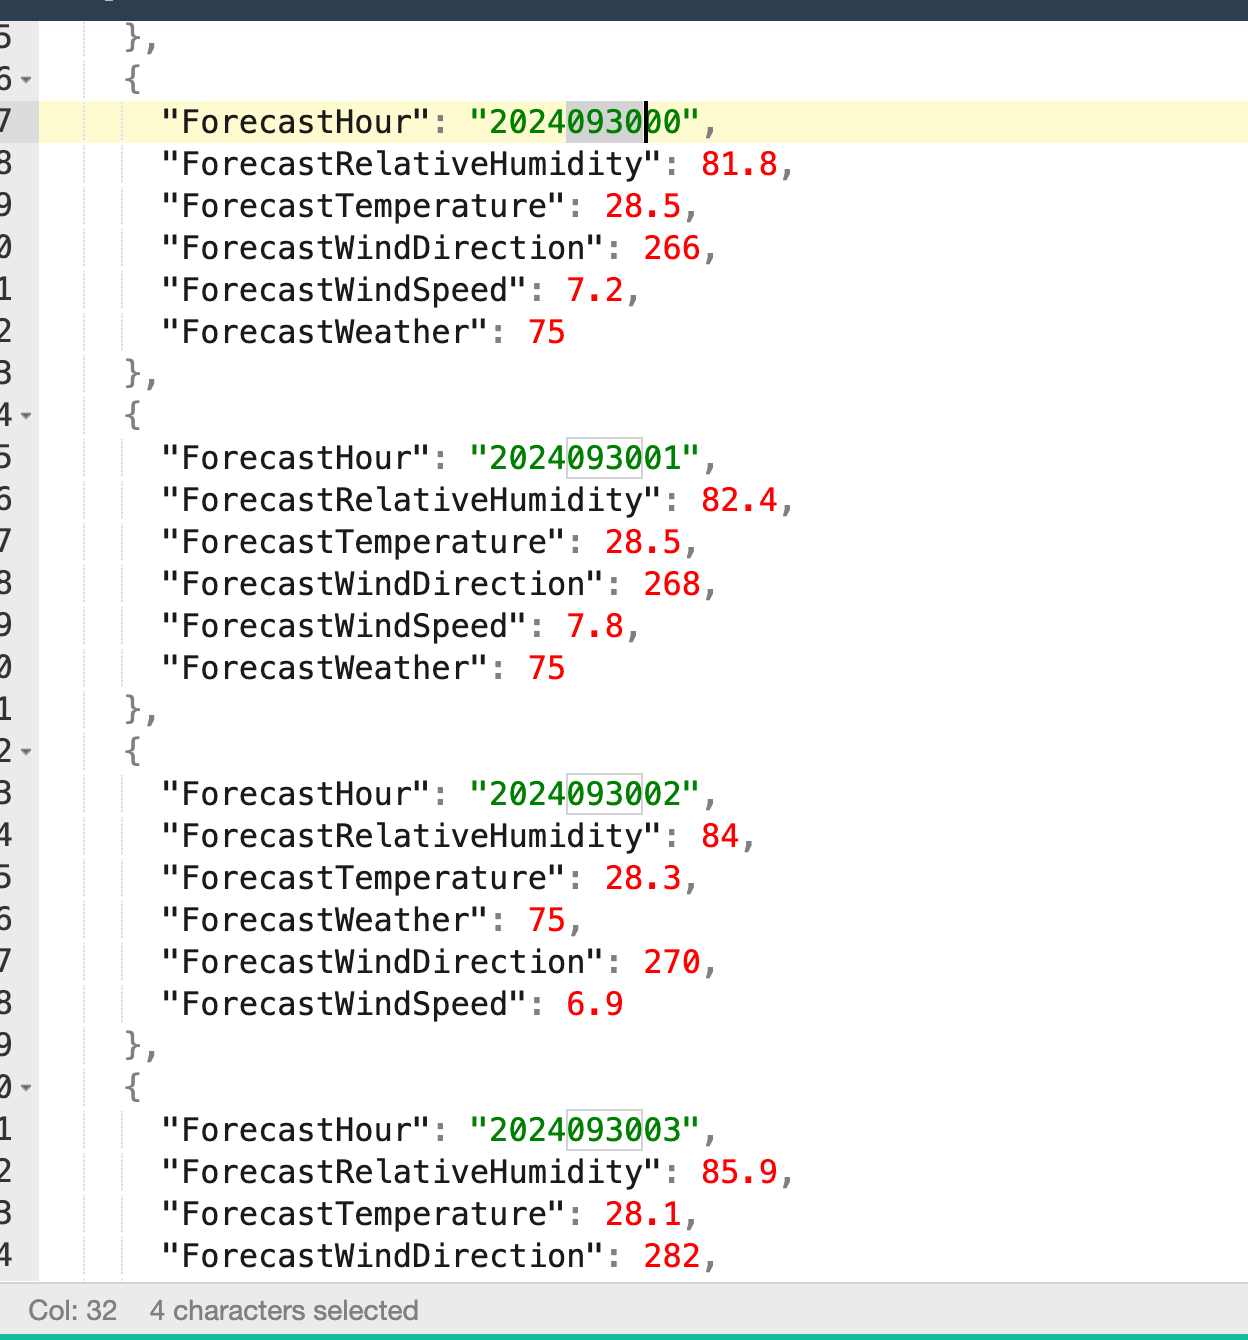 5 },
6 {
7 "ForecastHour": "2024093000",
8 "ForecastRelativeHumidity": 81.8,
9 "ForecastTemperature": 28.5,
0 "ForecastWindDirection": 266,
1 "ForecastWindSpeed": 7.2,
2 "ForecastWeather": 75
3 },
4 {
5 "ForecastHour": "2024093001",
6 "ForecastRelativeHumidity": 82.4,
7 "ForecastTemperature": 28.5,
8 "ForecastWindDirection": 268,
9 "ForecastWindSpeed": 7.8,
0 "ForecastWeather": 75
1 },
2 {
3 "ForecastHour": "2024093002",
4 "ForecastRelativeHumidity": 84,
5 "ForecastTemperature": 28.3,
6 "ForecastWeather": 75,
7 "ForecastWindDirection": 270,
8 "ForecastWindSpeed": 6.9
9 },
0 {
1 "ForecastHour": "2024093003",
2 "ForecastRelativeHumidity": 85.9,
3 "ForecastTemperature": 28.1,
4 "ForecastWindDirection": 282,
Col: 32 4 characters selected